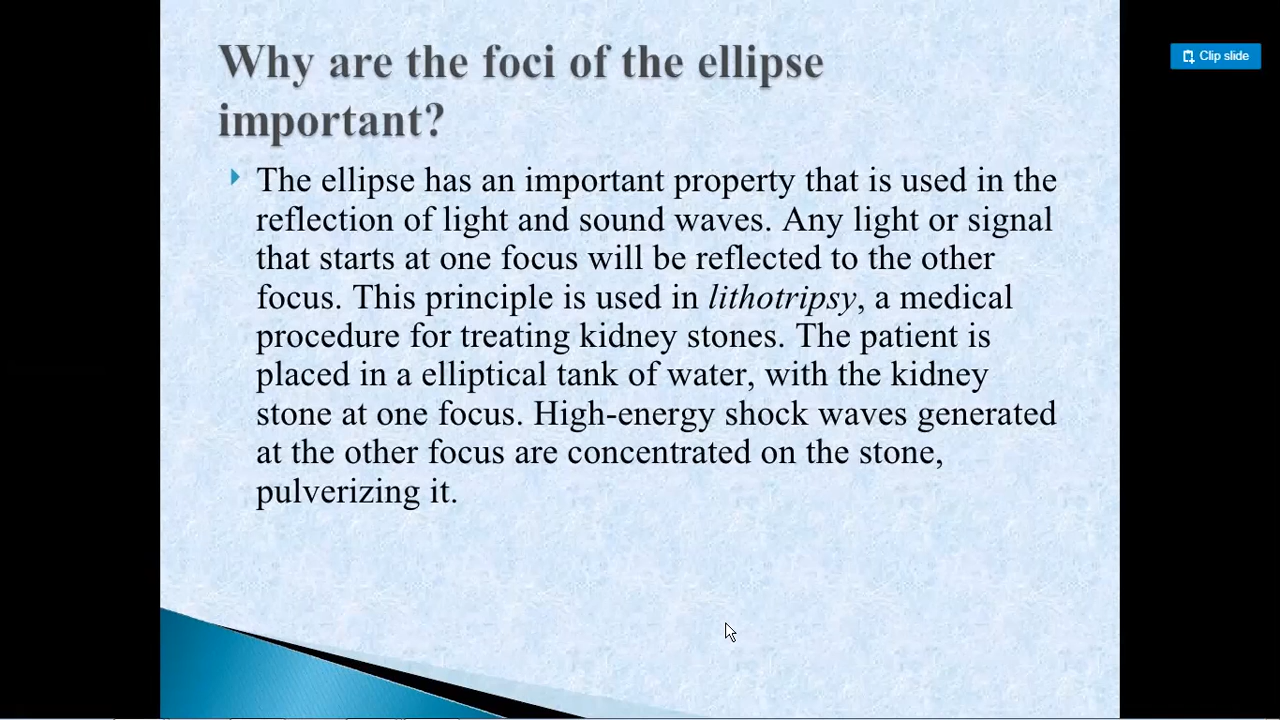 Why are the foci of the ellipse
important?
Clip slide
The ellipse has an important property that is used in the
reflection of light and sound waves. Any light or signal
that starts at one focus will be reflected to the other
focus. This principle is used in lithotripsy, a medical
procedure for treating kidney stones. The patient is
placed in a elliptical tank of water, with the kidney
stone at one focus. High-energy shock waves generated
at the other focus are concentrated on the stone,
pulverizing it.